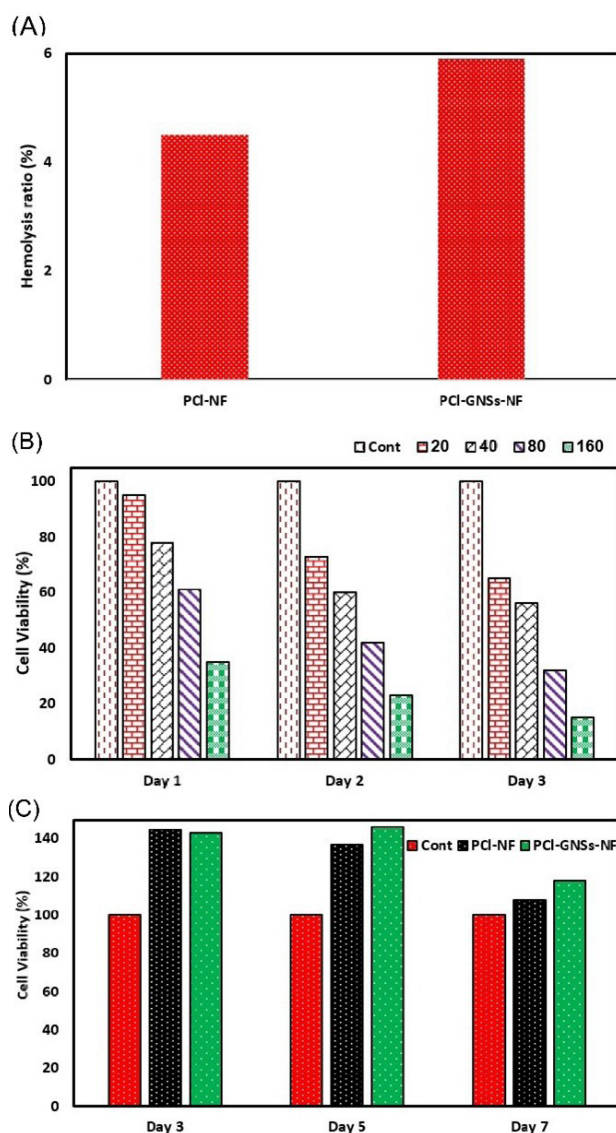 (A)
6
4
2
0
Hemolysis ratio (%)
PCl-NF PCl-GNSs-NF
(B)
Cont 20 40 80 160
100
80
60
40
20
0
Cell Viability (%)
Day 1 Day 2 Day 3
(C)
Cont PCl-NF PCl-GNSs-NF
140
120
100
80
60
40
20
0
Cell Viability (%)
Day 3 Day 5 Day 7